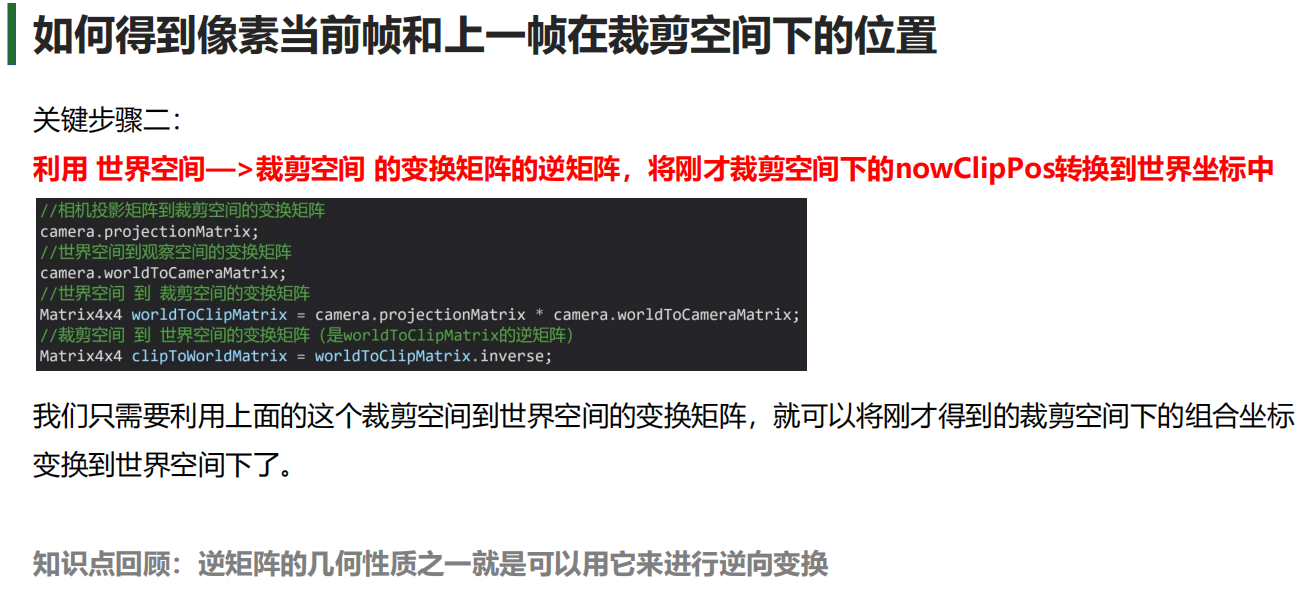 如何得到像素当前帧和上一帧在裁剪空间下的位置
关键步骤二：
利用 世界空间—>裁剪空间 的变换矩阵的逆矩阵，将刚才裁剪空间下的nowClipPos转换到世界坐标中
//相机投影矩阵到裁剪空间的变换矩阵
camera.projectionMatrix;
//世界空间到观察空间的变换矩阵
camera.worldToCameraMatrix;
//世界空间 到 裁剪空间的变换矩阵
Matrix4x4 worldToClipMatrix = camera.projectionMatrix * camera.worldToCameraMatrix;
//裁剪空间 到 世界空间的变换矩阵（是worldToClipMatrix的逆矩阵）
Matrix4x4 clipToWorldMatrix = worldToClipMatrix.inverse;
我们只需要利用上面的这个裁剪空间到世界空间的变换矩阵，就可以将刚才得到的裁剪空间下的组合坐标
变换到世界空间下了。
知识点回顾：逆矩阵的几何性质之一就是可以用它来进行逆向变换